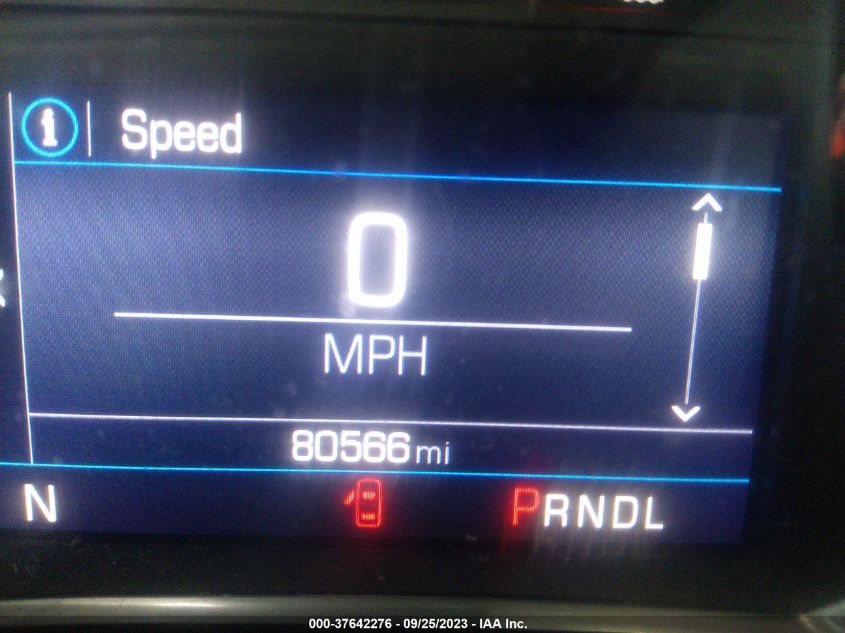 i Speed
0
MPH
80566 mi
N PRNDL
000-37642276 - 09/25/2023 - IAA Inc.